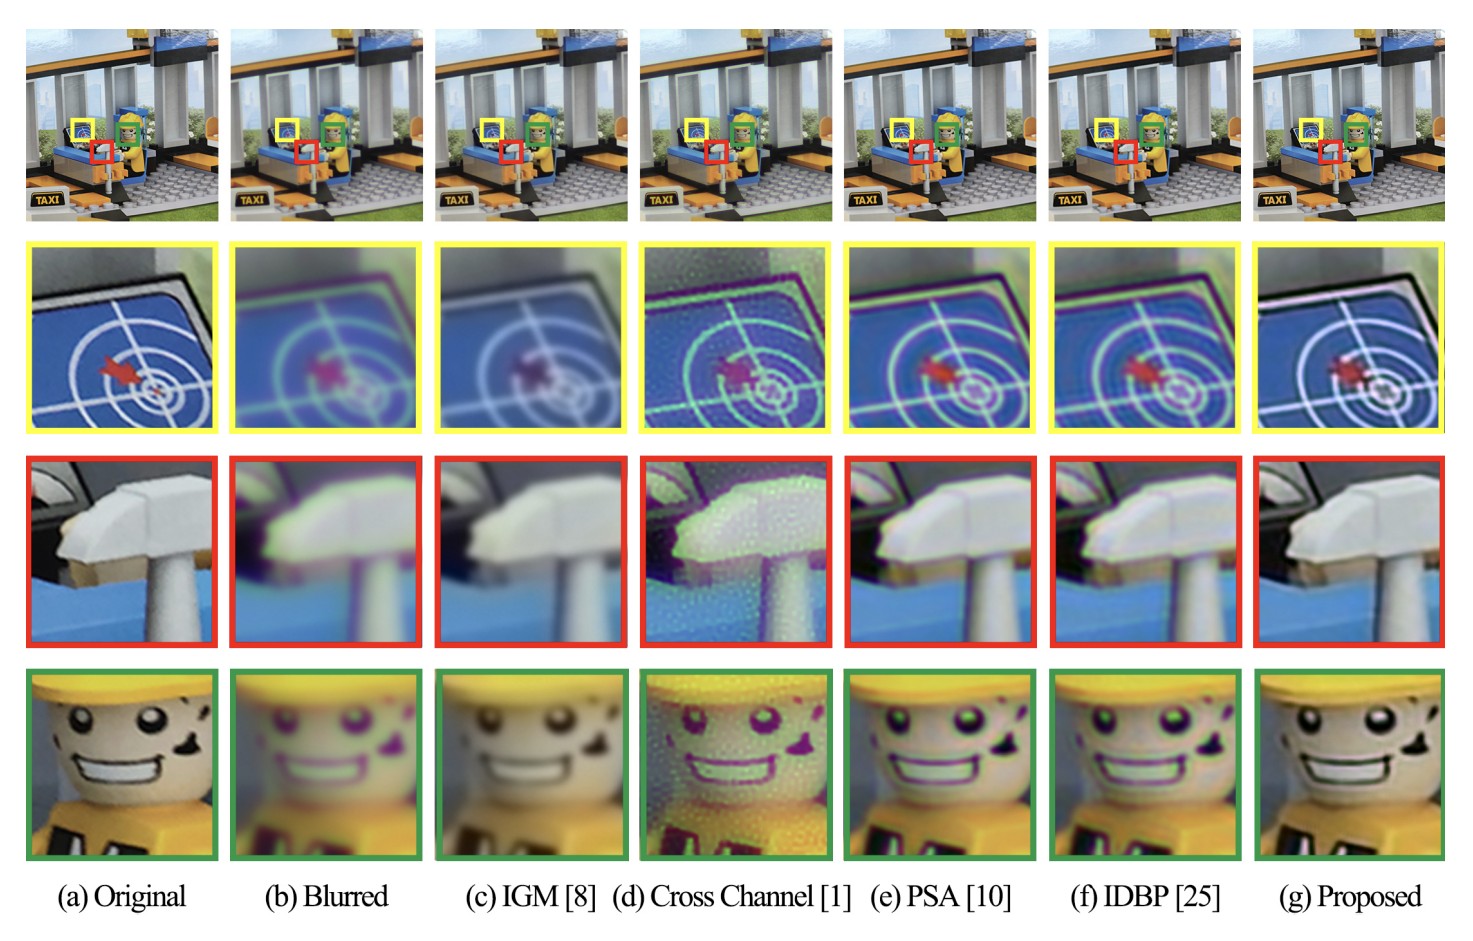 TAXI
TAXI
TAXI
TAXI
TAXI
TAXI
TAXI
(a) Original
(b) Blurred
(c) IGM [8]
(d) Cross Channel [1]
(e) PSA [10]
(f) IDBP [25]
(g) Proposed